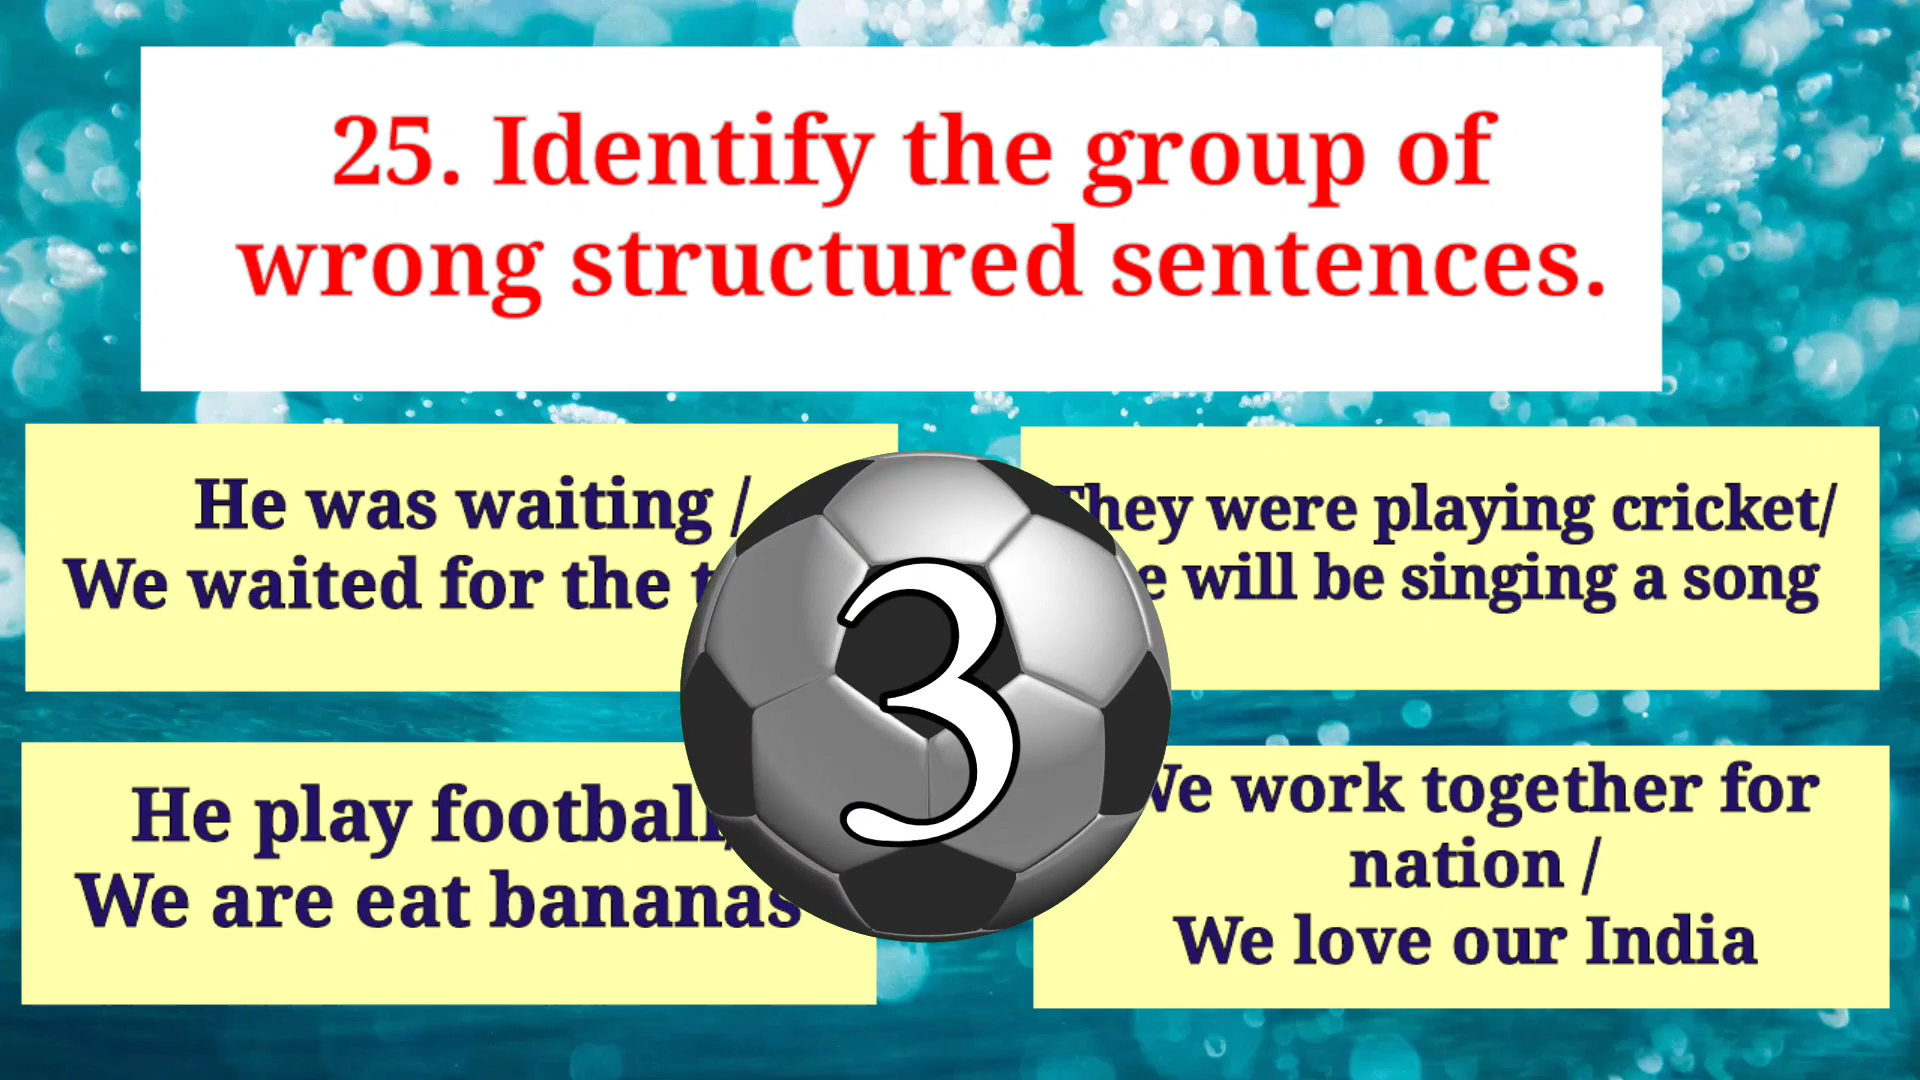 25. Identify the group of
wrong structured sentences.
He was waiting /
We waited for the
They were playing cricket/
will be singing a song
3
He play football/
We are eat bananas
We work together for
nation /
We love our India